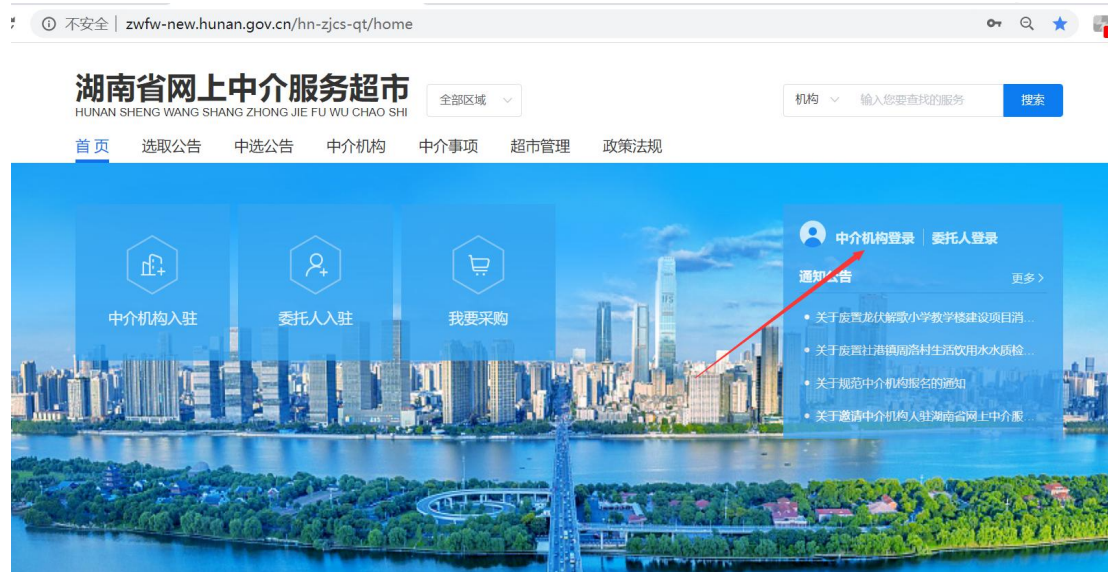 不安全 | zwfw-new.hunan.gov.cn/hn-zjcs-qt/home
湖南省网上中介服务超市
HUNAN SHENG WANG SHANG ZHONG JIE FU WU CHAO SHI
全部区域
机构 输入您要查找的服务 搜索
首页 选取公告 中选公告 中介机构 中介事项 超市管理 政策法规
中介机构登录 委托人登录
通知公告 更多>
关于废置龙伏解歌小学教学楼建设项目消...
关于废置社港镇周洛村生活饮用水水质检...
关于规范中介机构报名的通知
关于邀请中介机构入驻湖南省网上中介服...
中介机构入驻 委托人入驻 我要采购
IFS